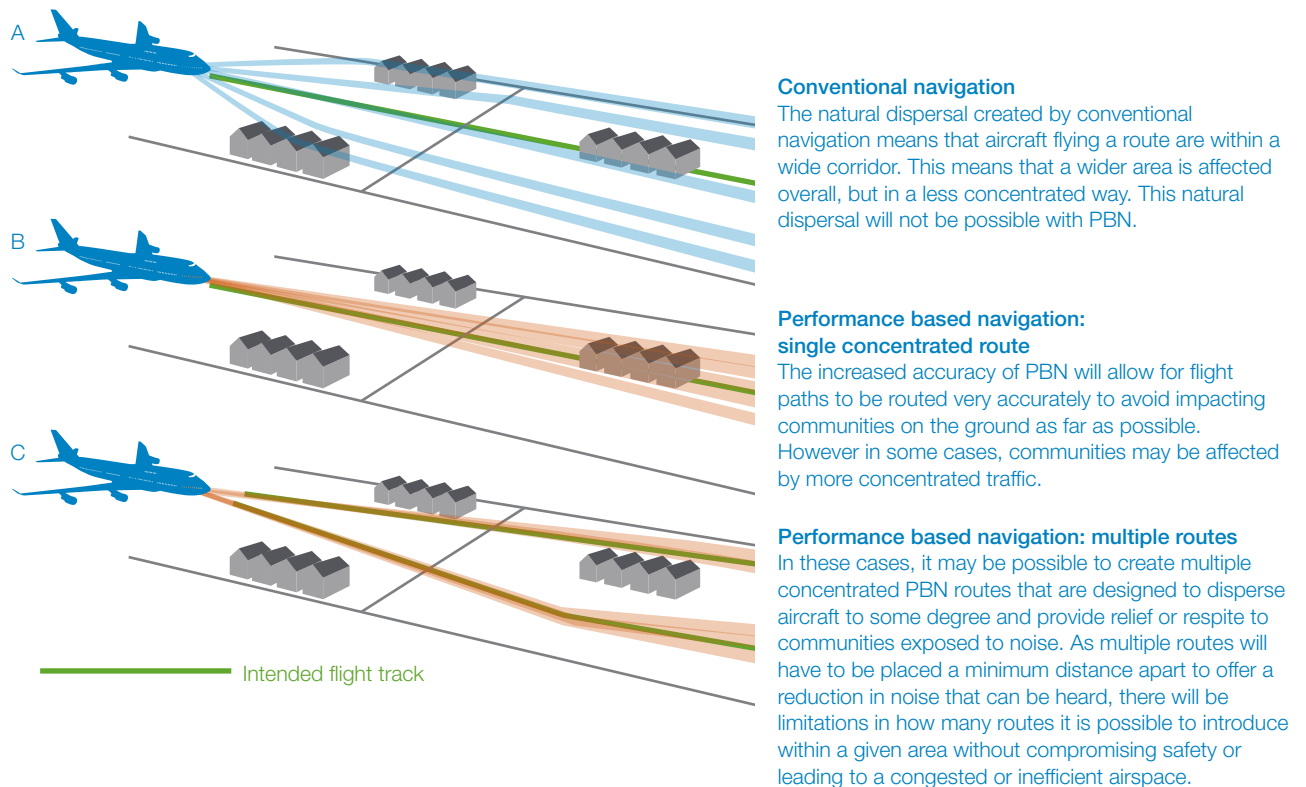 A
Conventional navigation
The natural dispersal created by conventional
navigation means that aircraft flying a route are within a
wide corridor. This means that a wider area is affected
overall, but in a less concentrated way. This natural
dispersal will not be possible with PBN.
B
Performance based navigation:
single concentrated route
The increased accuracy of PBN will allow for flight
paths to be routed very accurately to avoid impacting
communities on the ground as far as possible.
However in some cases, communities may be affected
by more concentrated traffic.
C
Performance based navigation: multiple routes
In these cases, it may be possible to create multiple
concentrated PBN routes that are designed to disperse
aircraft to some degree and provide relief or respite to
communities exposed to noise. As multiple routes will
have to be placed a minimum distance apart to offer a
reduction in noise that can be heard, there will be
limitations in how many routes it is possible to introduce
within a given area without compromising safety or
leading to a congested or inefficient airspace.
Intended flight track